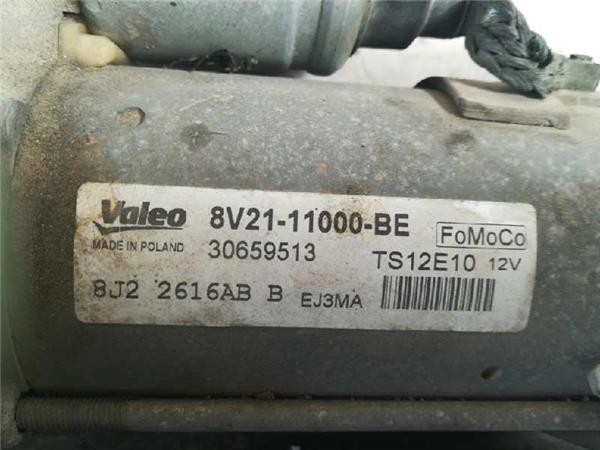 Valeo 8V21-11000-BE FoMoCo
MADE IN POLAND 30659513 TS12E10 12V
8J2 2616AB B EJ3MA